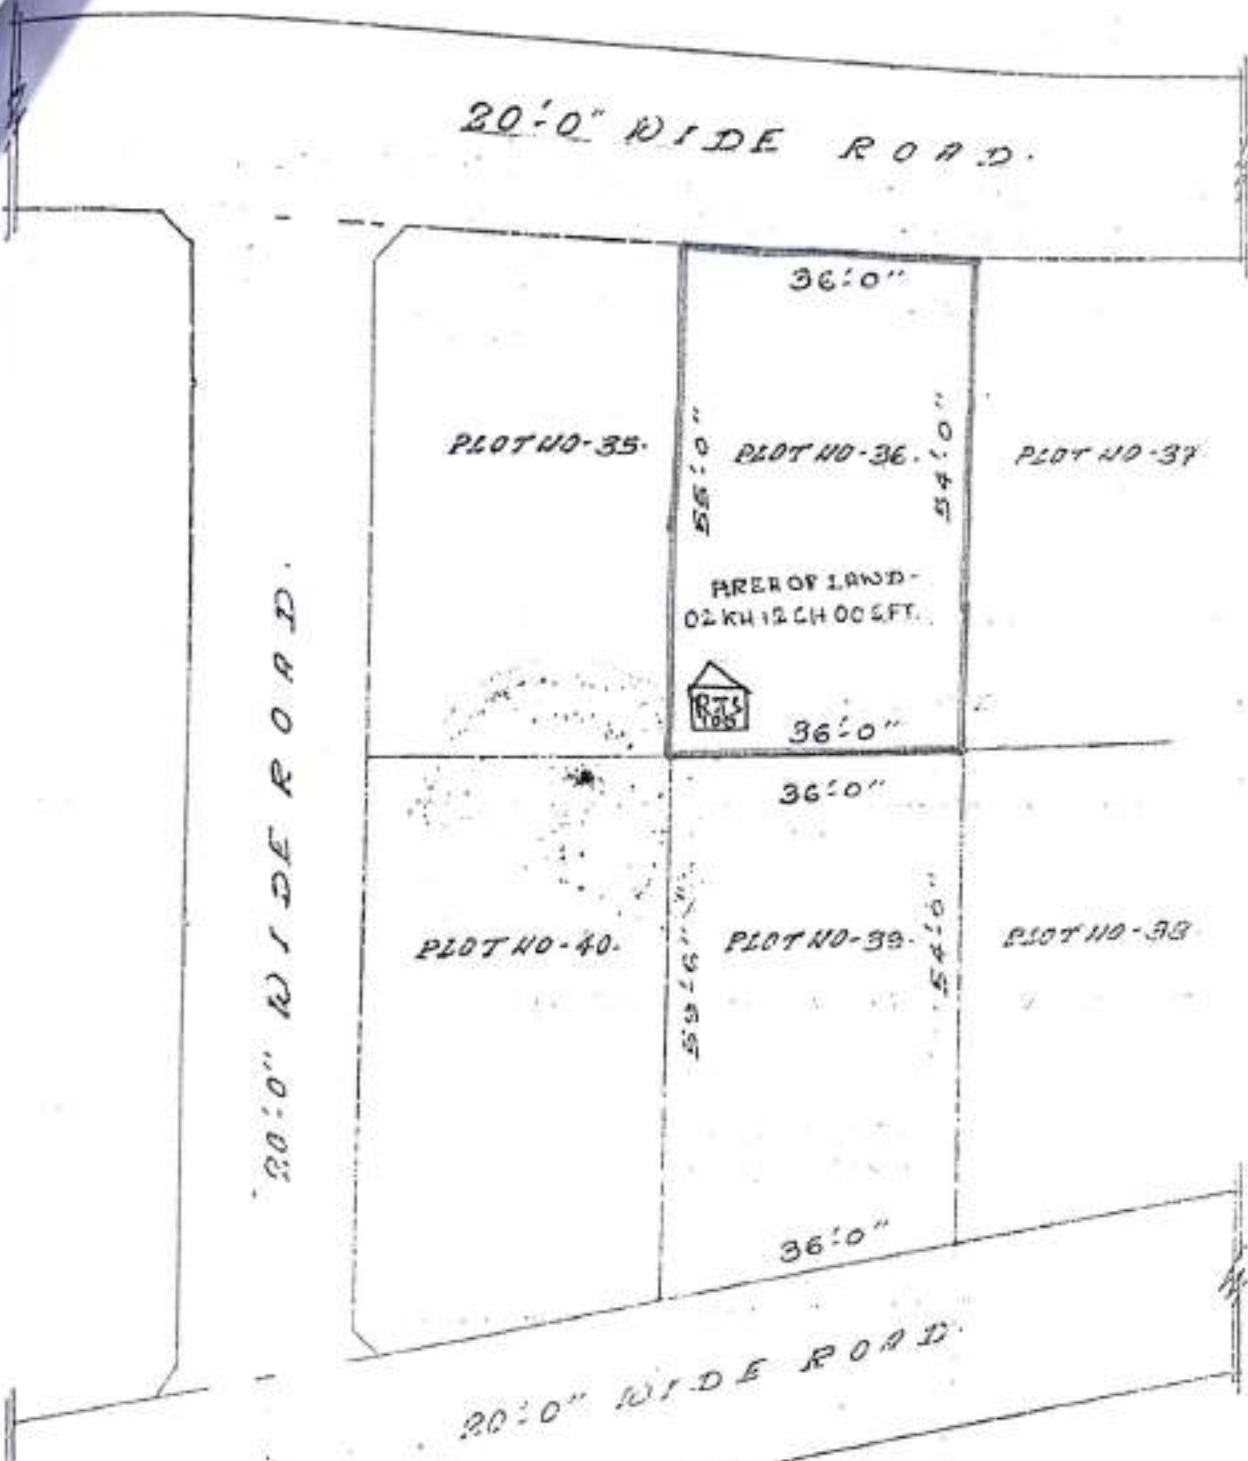 20'-0" WIDE ROAD.
36'-0"
PLOT NO-35.
55'-0"
PLOT NO-36.
54'-0"
PLOT NO-37
AREA OF LAND-
02 KH 12 CH 00 SFT.
RTS
36'-0"
36'-0"
20'-0" WIDE ROAD.
PLOT NO-40.
59'-6"
PLOT NO-39.
54'-0"
PLOT NO-38.
36'-0"
20'-0" WIDE ROAD.